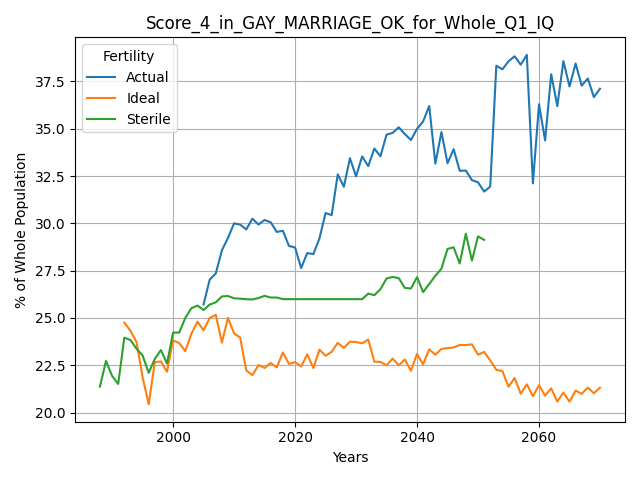 Score_4_in_GAY_MARRIAGE_OK_for_Whole_Q1_IQ
Fertility
Actual
Ideal
Sterile
% of Whole Population
37.5
35.0
32.5
30.0
27.5
25.0
22.5
20.0
2000
2020
2040
2060
Years